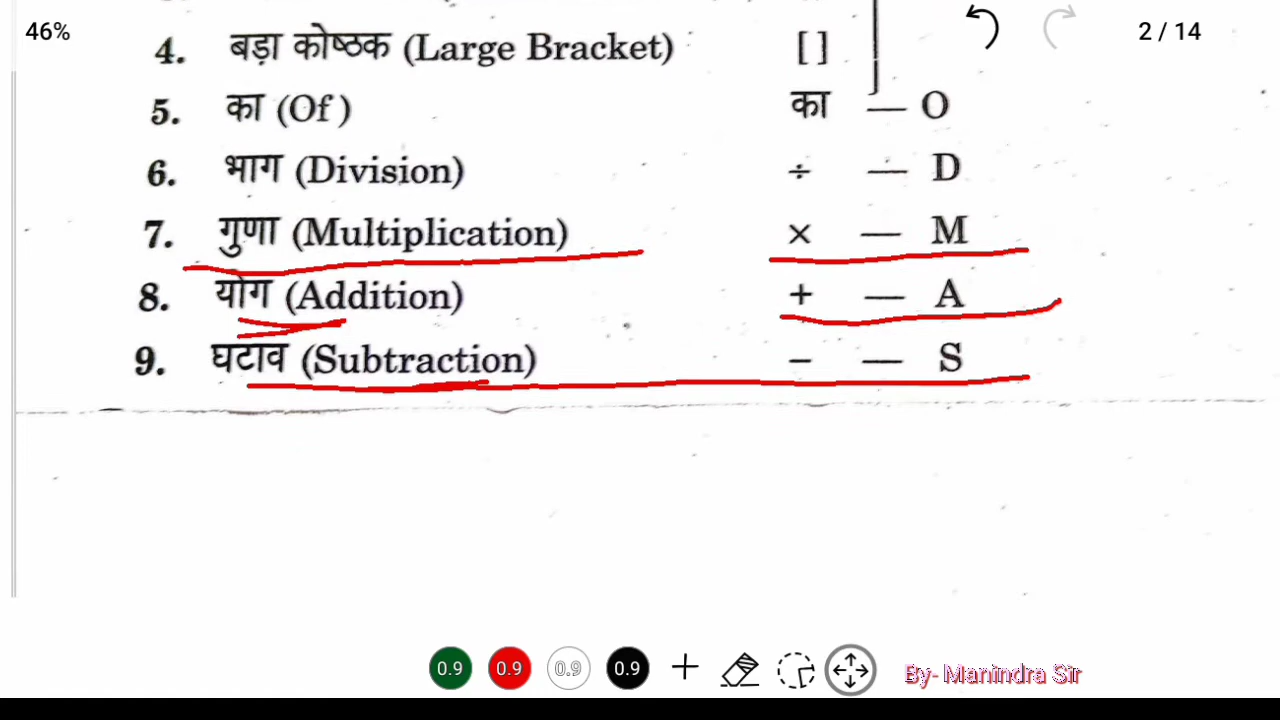 46%
2 / 14
4. बड़ा कोष्ठक (Large Bracket) [ ]
5. का (Of) का — O
6. भाग (Division) ÷ — D
7. गुणा (Multiplication) × — M
8. योग (Addition) + — A
9. घटाव (Subtraction) – — S
0.9 0.9 0.9 0.9
By- Manindra Sir